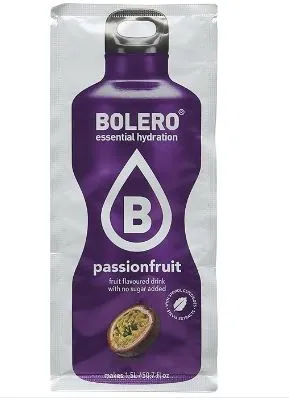 BOLERO®
essential hydration
B
passionfruit
fruit flavoured drink
with no sugar added
makes 1.5L / 50.7 fl oz